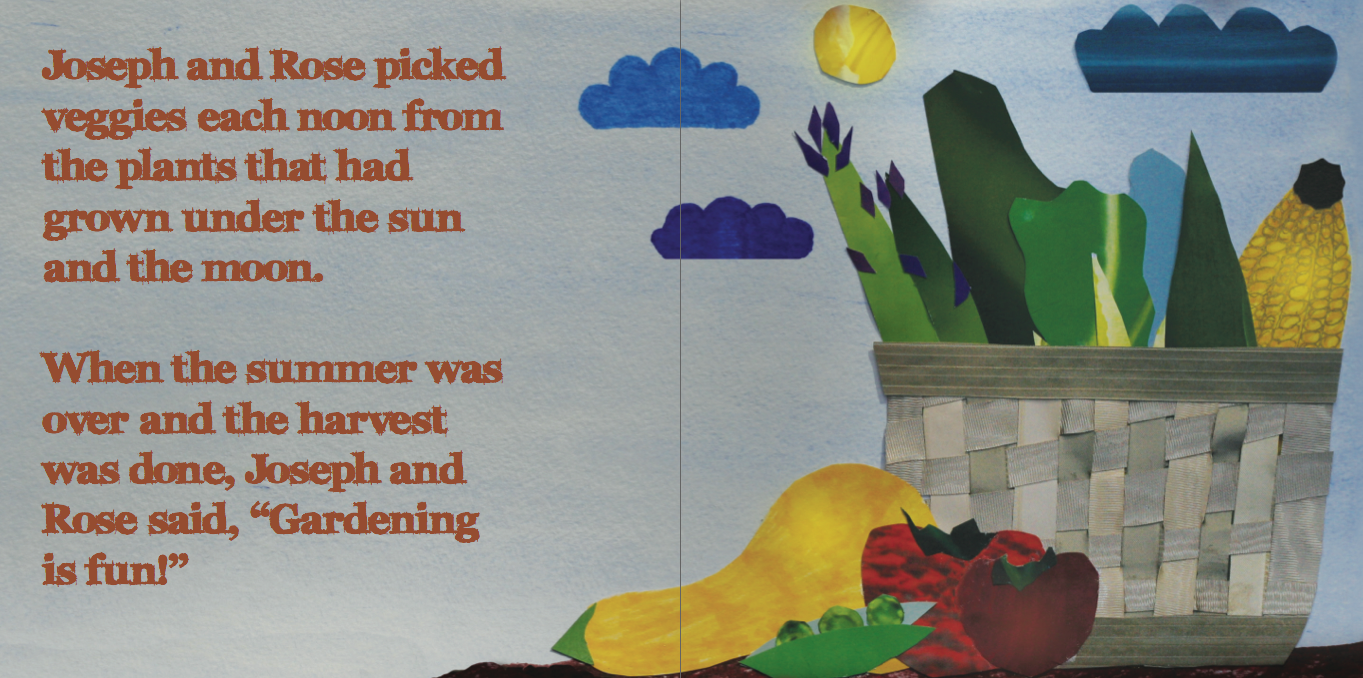 Joseph and Rose picked
veggies each noon from
the plants that had
grown under the sun
and the moon.
When the summer was
over and the harvest
was done, Joseph and
Rose said, “Gardening
is fun!”